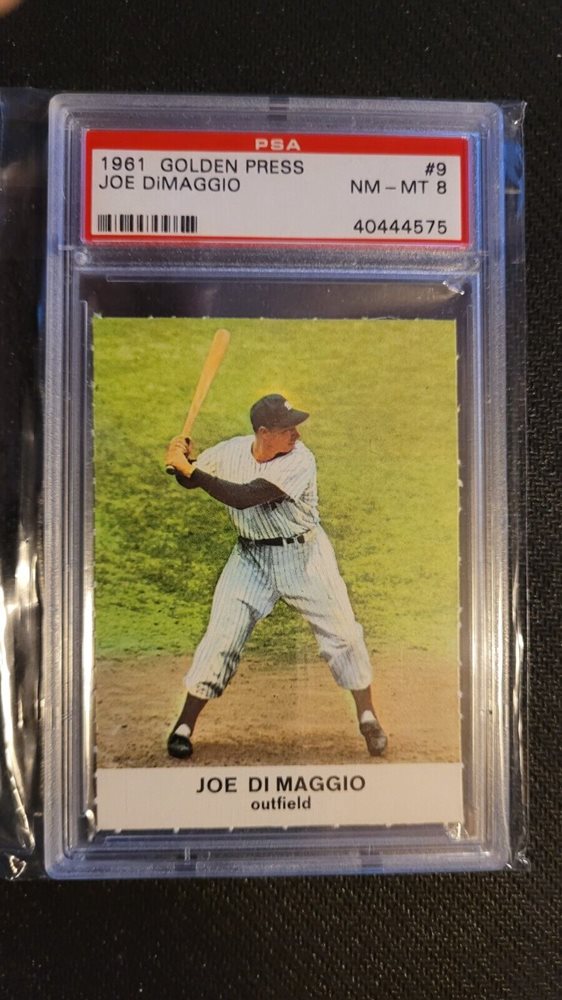 PSA
1961 GOLDEN PRESS #9
JOE DiMAGGIO NM – MT 8
40444575
JOE DI MAGGIO
outfield